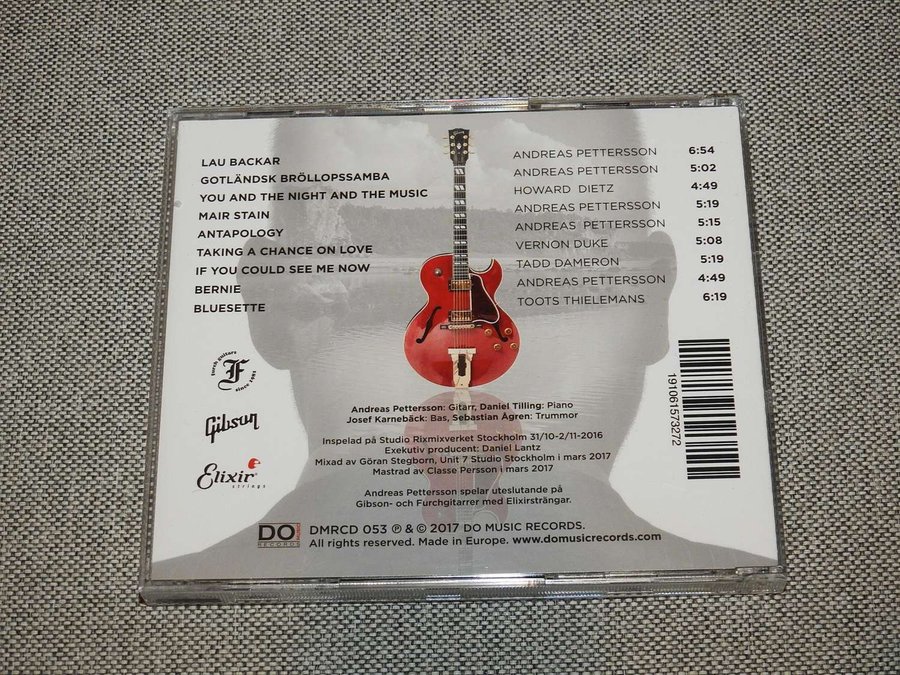 LAU BACKAR ANDREAS PETTERSSON 6:54
GOTLÄNDSK BRÖLLOPSSAMBA ANDREAS PETTERSSON 5:02
YOU AND THE NIGHT AND THE MUSIC HOWARD DIETZ 4:49
MAIR STAIN ANDREAS PETTERSSON 5:19
ANTAPOLOGY ANDREAS PETTERSSON 5:15
TAKING A CHANCE ON LOVE VERNON DUKE 5:08
IF YOU COULD SEE ME NOW TADD DAMERON 5:19
BERNIE ANDREAS PETTERSSON 4:49
BLUESETTE TOOTS THIELEMANS 6:19
furch guitars
F
since 1981
Gibson
Elixir
strings
Andreas Pettersson: Gitarr, Daniel Tilling: Piano
Josef Karnebäck: Bas, Sebastian Ågren: Trummor
Inspelad på Studio Rixmixverket Stockholm 31/10-2/11-2016
Exekutiv producent: Daniel Lantz
Mixad av Göran Stegborn, Unit 7 Studio Stockholm i mars 2017
Mastrad av Classe Persson i mars 2017
Andreas Pettersson spelar uteslutande på
Gibson- och Furchgitarrer med Elixirsträngar.
191061573272
DO MUSIC
RECORDS
DMRCD 053 ℗ & © 2017 DO MUSIC RECORDS.
All rights reserved. Made in Europe. www.domusicrecords.com